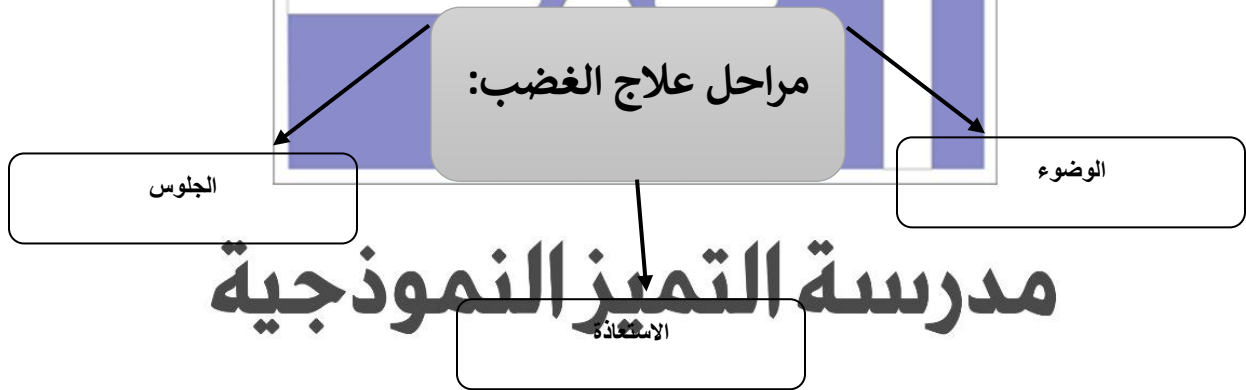 مراحل علاج الغضب:
الوضوء
الجلوس
مدرسة التميز النموذجية
الاستعاذة